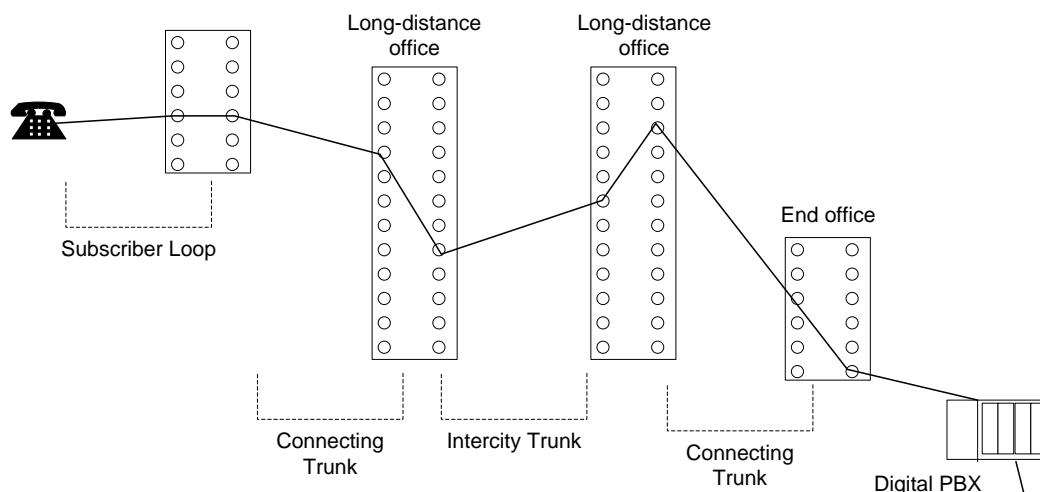 Long-distance
office
Long-distance
office
End office
Subscriber Loop
Connecting
Trunk
Intercity Trunk
Connecting
Trunk
Digital PBX